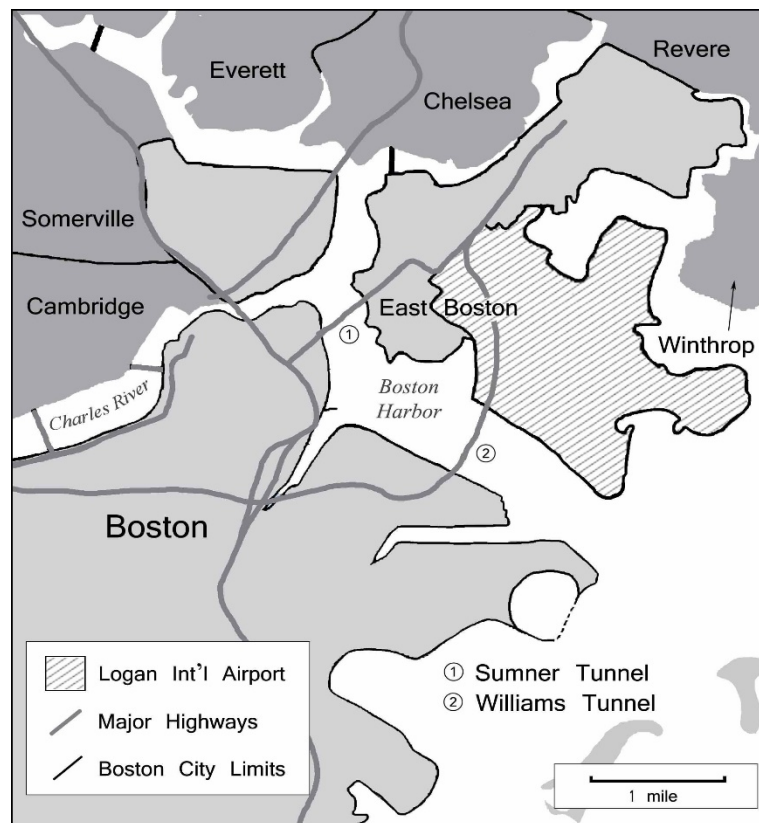 Revere
Everett
Chelsea
Somerville
Cambridge
East Boston
1
Winthrop
Charles River
Boston
Harbor
2
Boston
Logan Int'l Airport
Major Highways
Boston City Limits
1 Sumner Tunnel
2 Williams Tunnel
1 mile